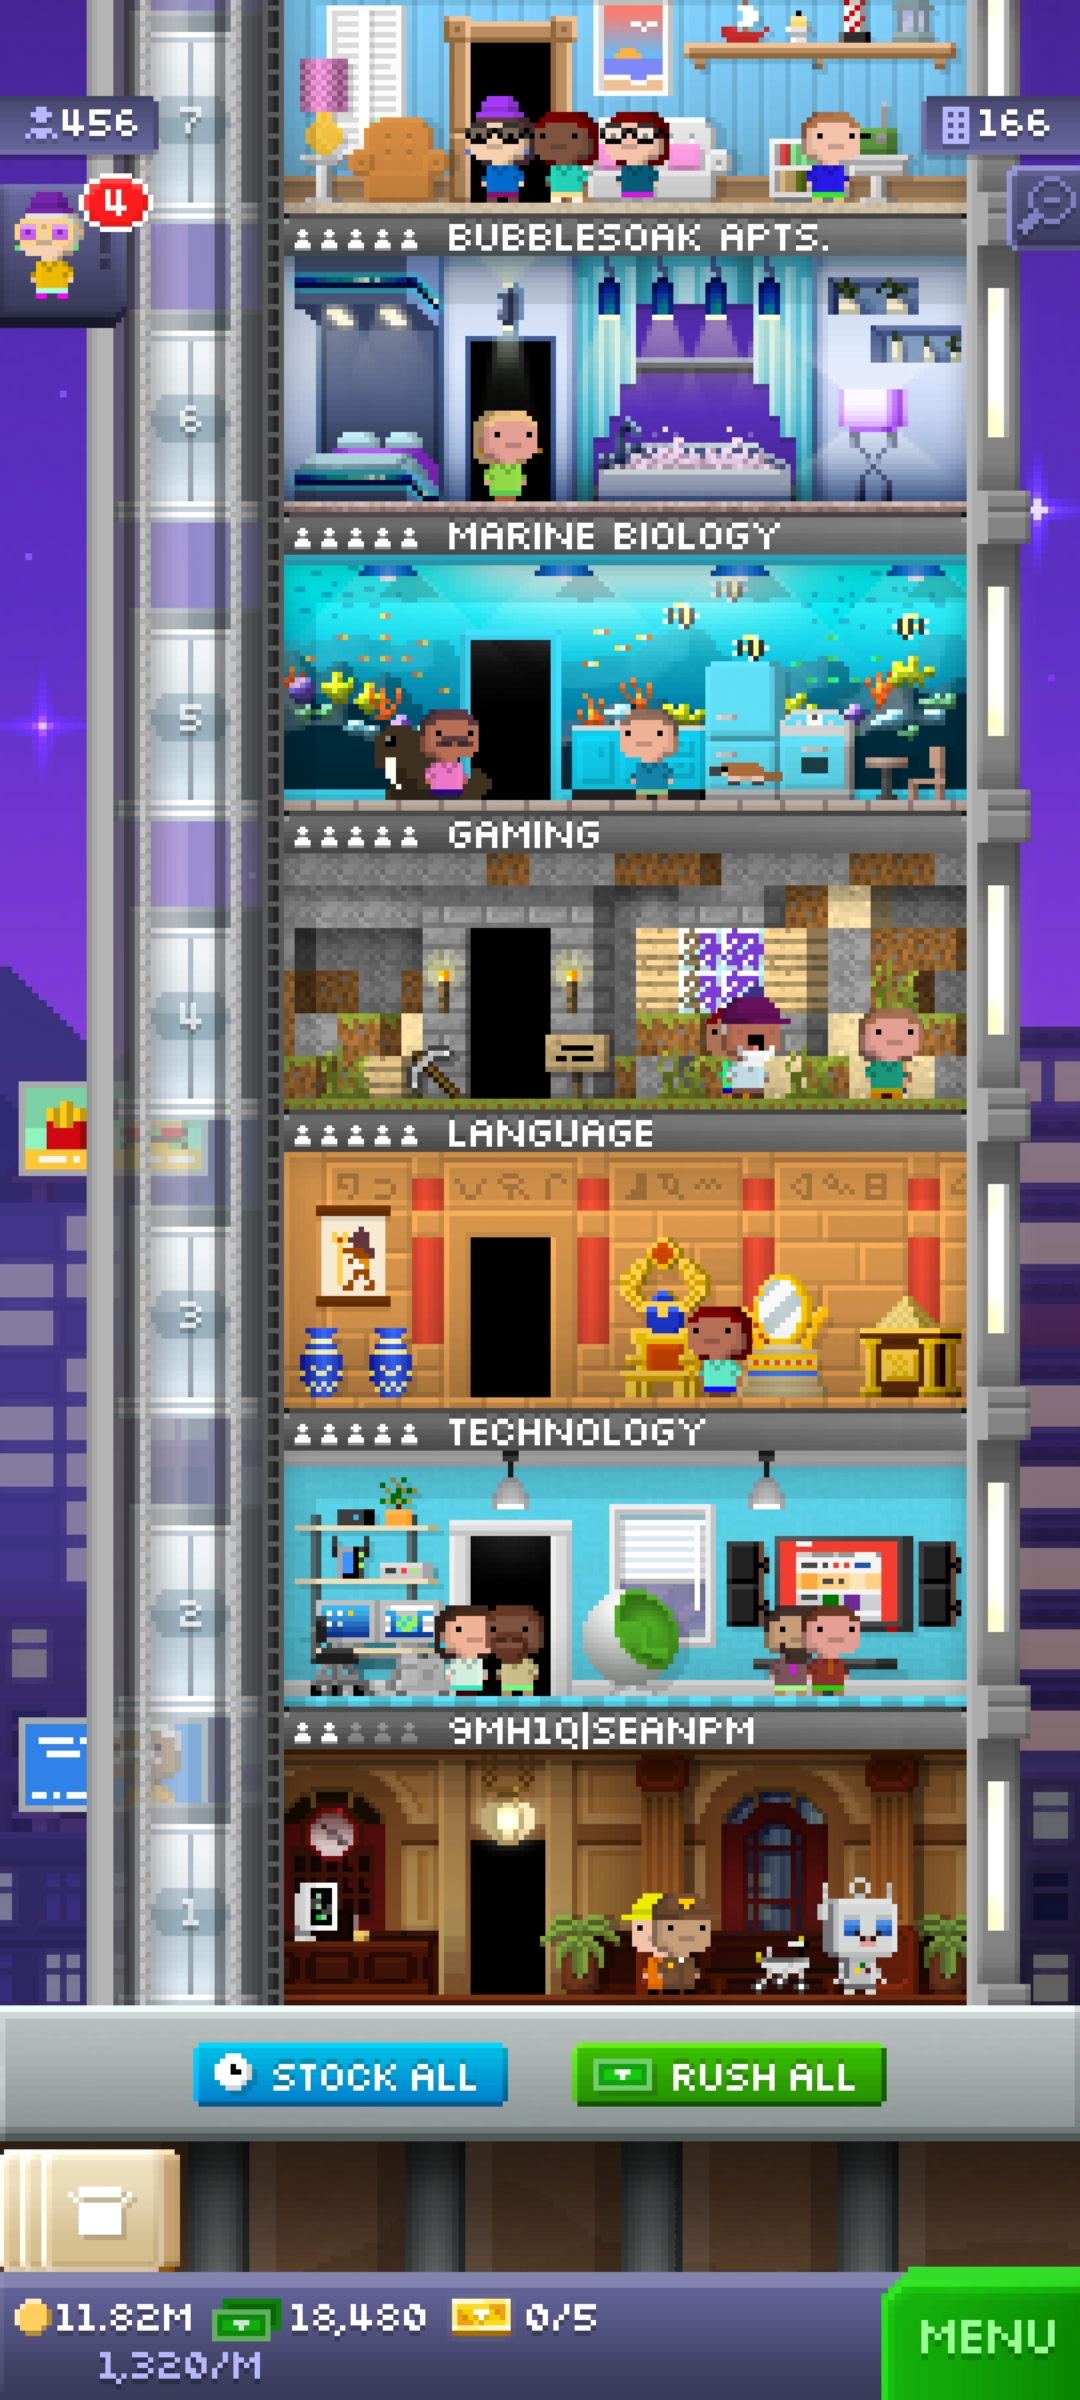 7
456
166
4
BUBBLESOAK APTS.
6
MARINE BIOLOGY
5
GAMING
4
LANGUAGE
3
TECHNOLOGY
2
9MH1Q|SEANPM
1
STOCK ALL
RUSH ALL
11.82M
18,480
0/5
1,320/M
MENU